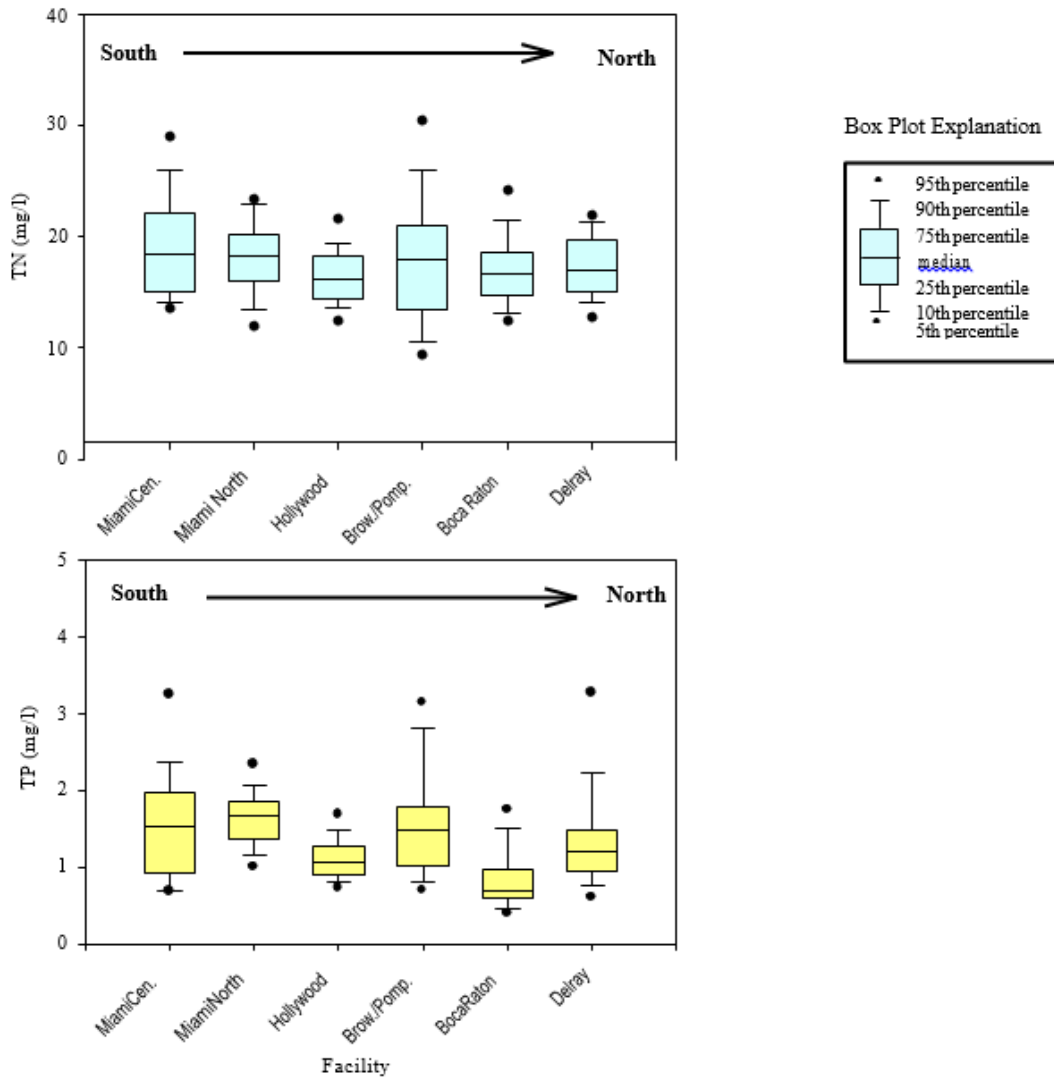 40
South
North
30
20
10
0
TN (mg/l)
MiamiCen.
Miami North
Hollywood
Brow./Pomp.
Boca Raton
Delray
Box Plot Explanation
95th percentile
90th percentile
75th percentile
median
25th percentile
10th percentile
5th percentile
5
South
North
4
3
2
1
0
TP (mg/l)
MiamiCen.
MiamiNorth
Hollywood
Brow./Pomp.
BocaRaton
Delray
Facility